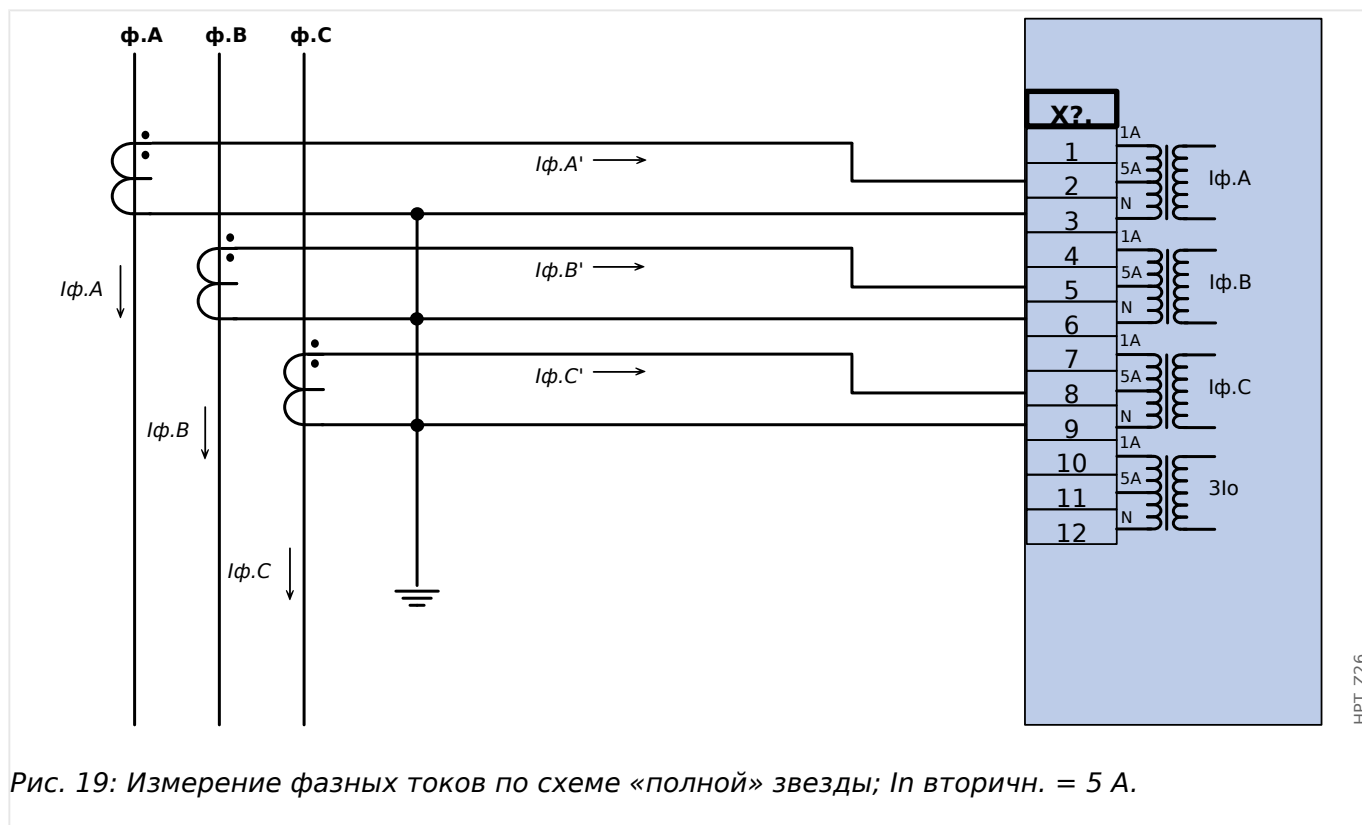 ф.А ф.В ф.С
X?.
1
2
3
4
5
6
7
8
9
10
11
12
1A
5A
N
1A
5A
N
1A
5A
N
1A
5A
N
Iф.A
Iф.B
Iф.C
3Io
Iф.A'
Iф.B'
Iф.C'
Iф.A
Iф.B
Iф.C
Рис. 19: Измерение фазных токов по схеме «полной» звезды; In вторичн. = 5 А.